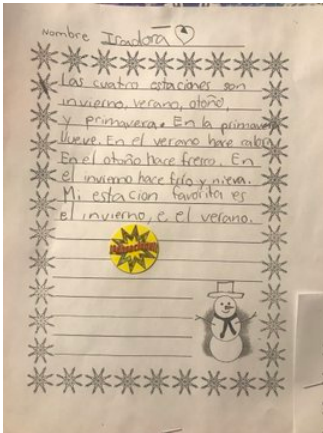 Nombre Isadora
Las cuatro estaciones son
invierno, verano, otoño,
y primavera. En la primavera
llueve. En el verano hace calor.
En el otoño hace fresco. En
el invierno hace frío y nieva.
Mi estacion favorita es
el invierno, e el verano.